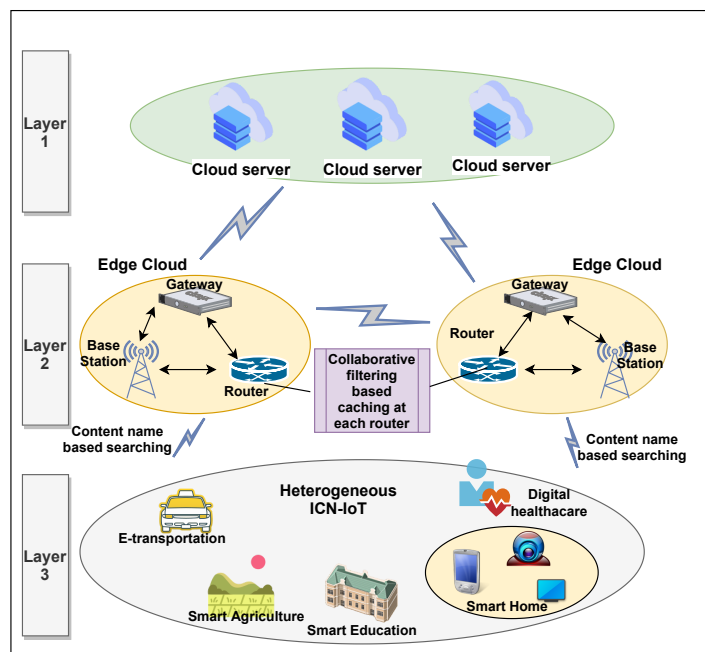 Layer
1
Cloud server
Cloud server
Cloud server
Layer
2
Edge Cloud
Gateway
Base
Station
Router
Collaborative
filtering
based
caching at
each router
Edge Cloud
Gateway
Router
Base
Station
Content name
based searching
Content name
based searching
Layer
3
Heterogeneous
ICN-IoT
E-transportation
Digital
healthacare
Smart Agriculture
Smart Education
Smart Home